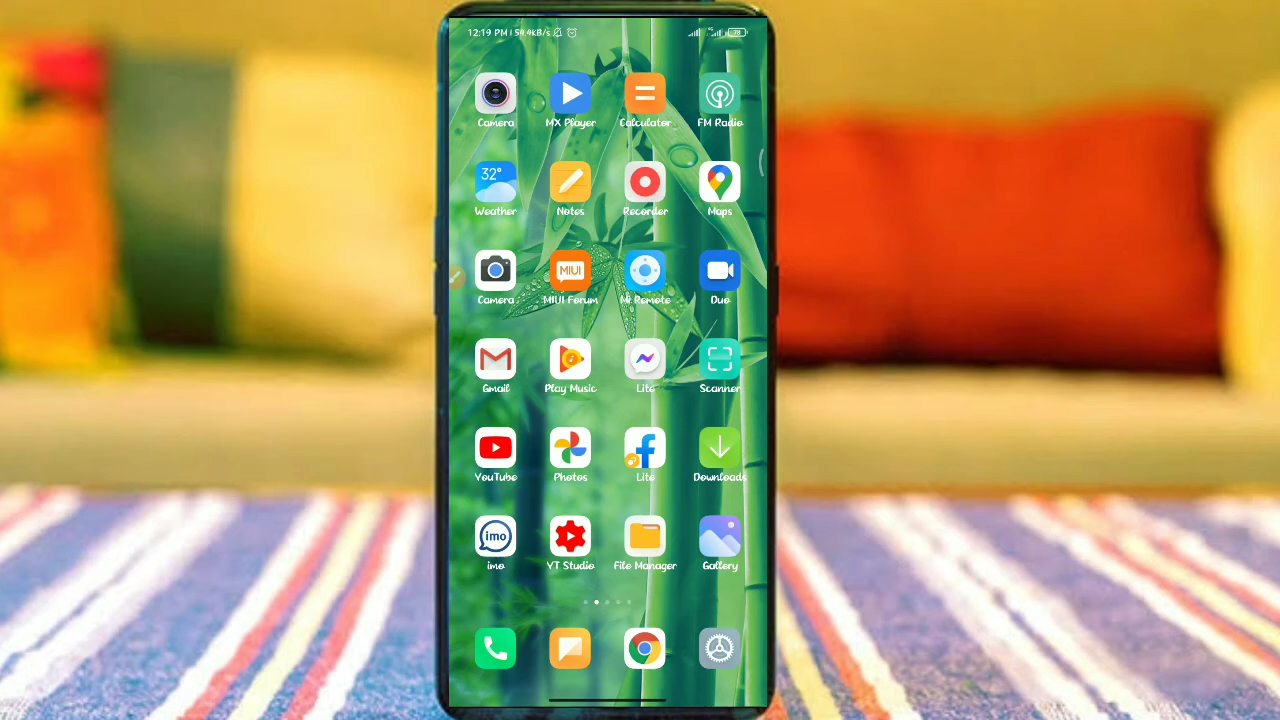 12:19 PM | 54.4KB/s
Camera MX Player Calculator FM Radio
32°
Weather Notes Recorder Maps
MIUI
Camera MIUI Forum Mi Remote Duo
Gmail Play Music Lite Scanner
YouTube Photos Lite Downloads
imo
imo YT Studio File Manager Gallery